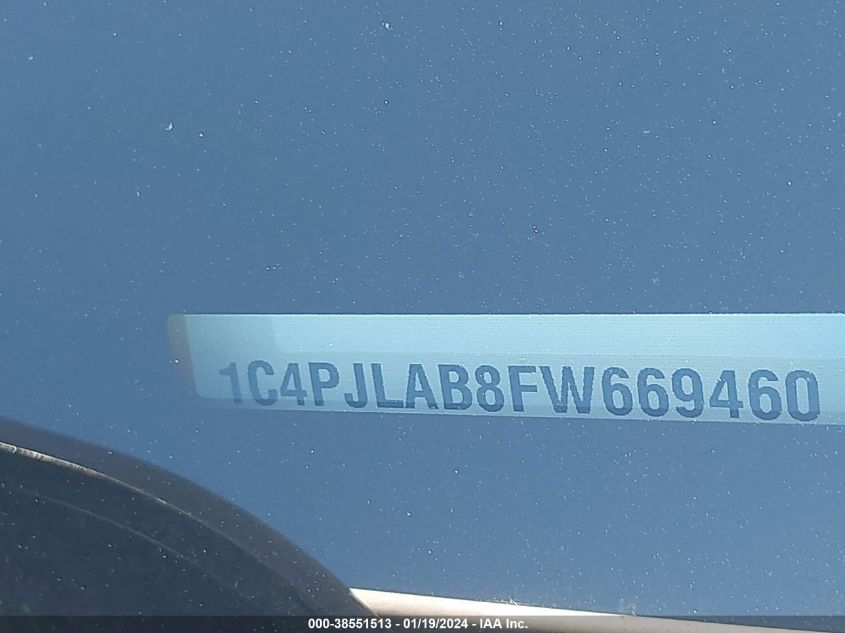 1C4PJLAB8FW669460
000-38551513 - 01/19/2024 - IAA Inc.